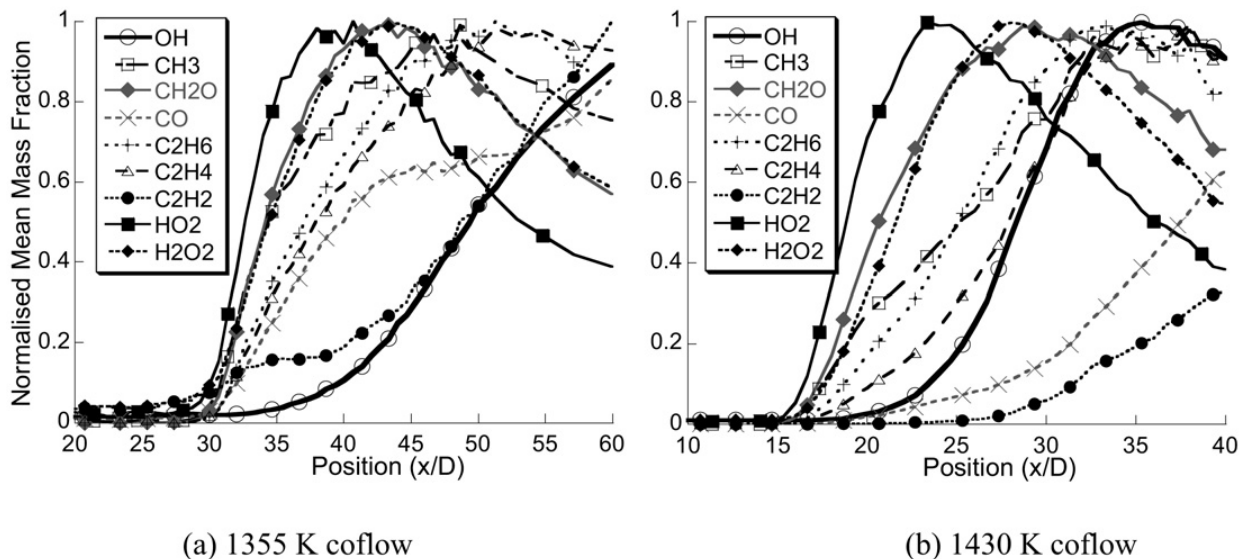 Normalised Mean Mass Fraction
1
0.8
0.6
0.4
0.2
0
OH
CH3
CH2O
CO
C2H6
C2H4
C2H2
HO2
H2O2
20 25 30 35 40 45 50 55 60
Position (x/D)
(a) 1355 K coflow
1
0.8
0.6
0.4
0.2
0
OH
CH3
CH2O
CO
C2H6
C2H4
C2H2
HO2
H2O2
10 15 20 25 30 35 40
Position (x/D)
(b) 1430 K coflow